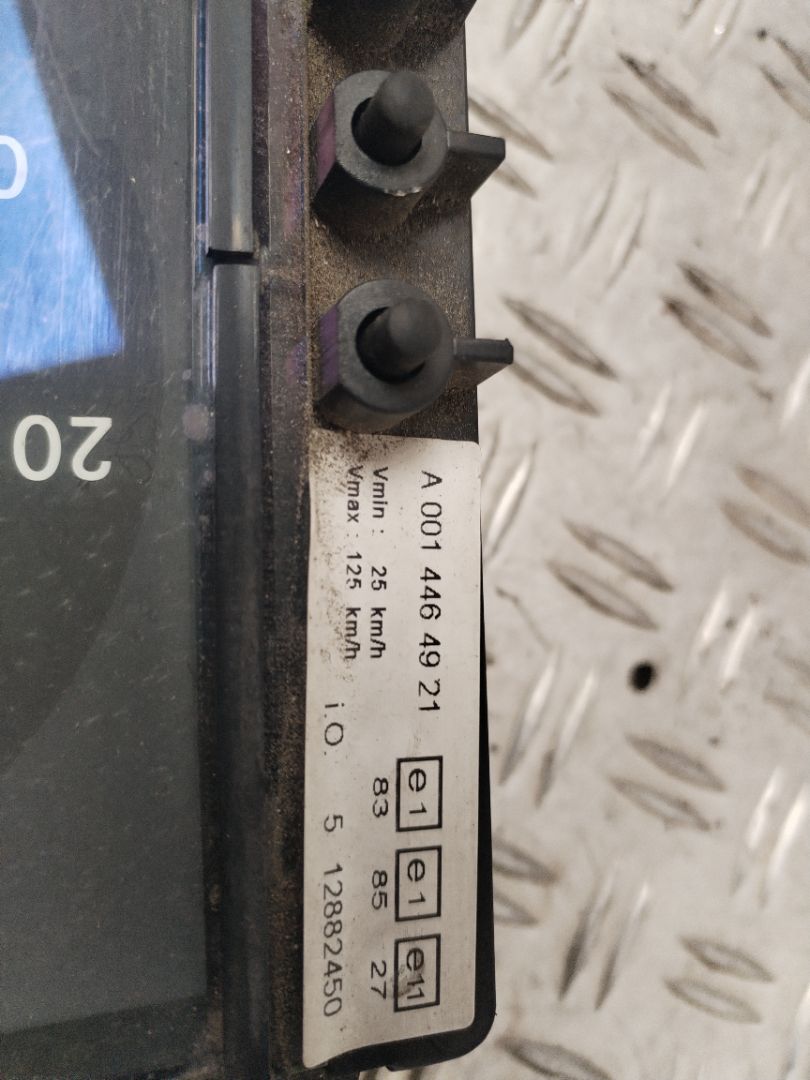 A 001 446 49 21
Vmin : 25 km/h
Vmax : 125 km/h
e1 e1 e11
83 85 27
i.O. 5 12882450
20
0